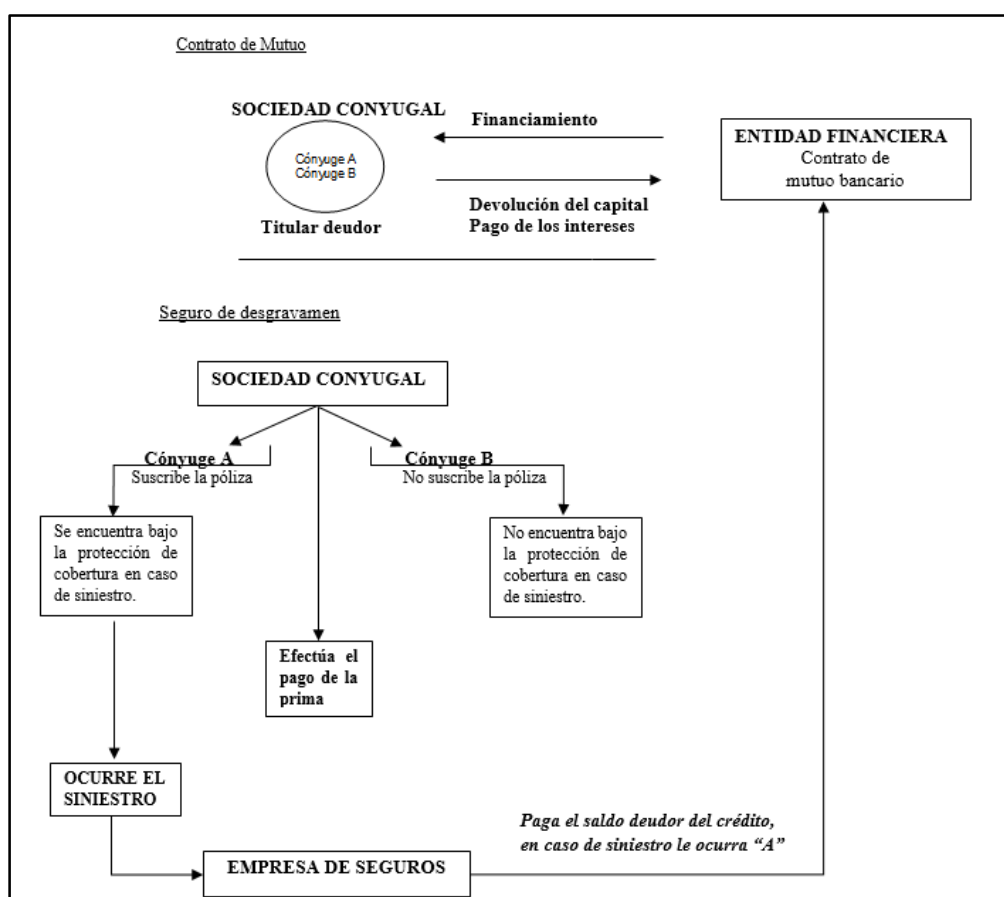 Contrato de Mutuo
SOCIEDAD CONYUGAL
Cónyuge A
Cónyuge B
Titular deudor
Financiamiento
Devolución del capital
Pago de los intereses
ENTIDAD FINANCIERA
Contrato de
mutuo bancario
Seguro de desgravamen
SOCIEDAD CONYUGAL
Cónyuge A
Suscribe la póliza
Cónyuge B
No suscribe la póliza
Se encuentra bajo
la protección de
cobertura en caso
de siniestro.
Efectúa el
pago de la
prima
No encuentra bajo
la protección de
cobertura en caso
de siniestro.
OCURRE EL
SINIESTRO
EMPRESA DE SEGUROS
Paga el saldo deudor del crédito,
en caso de siniestro le ocurra “A”